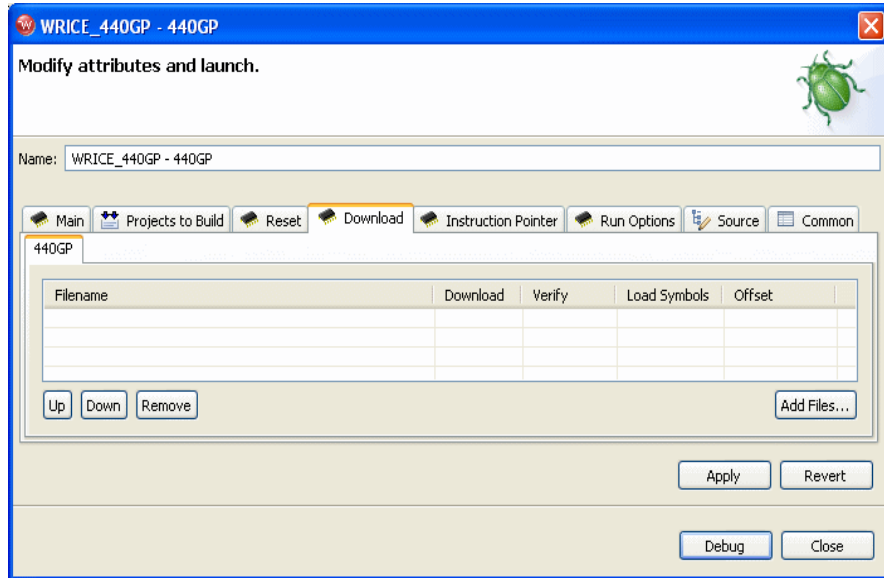 WRICE_440GP - 440GP
Modify attributes and launch.
Name: WRICE_440GP - 440GP
Main Projects to Build Reset Download Instruction Pointer Run Options Source Common
440GP
Filename Download Verify Load Symbols Offset
Up Down Remove Add Files...
Apply Revert
Debug Close